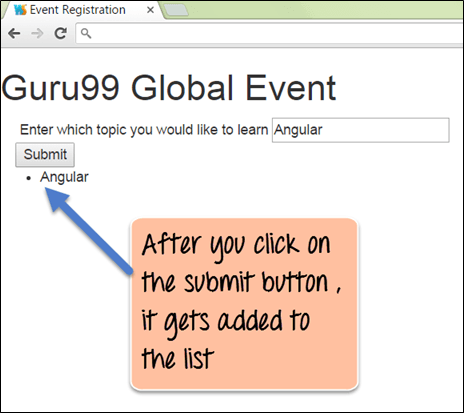 Event Registration
Guru99 Global Event
Enter which topic you would like to learn Angular
Submit
• Angular
After you click on
the submit button ,
it gets added to
the list